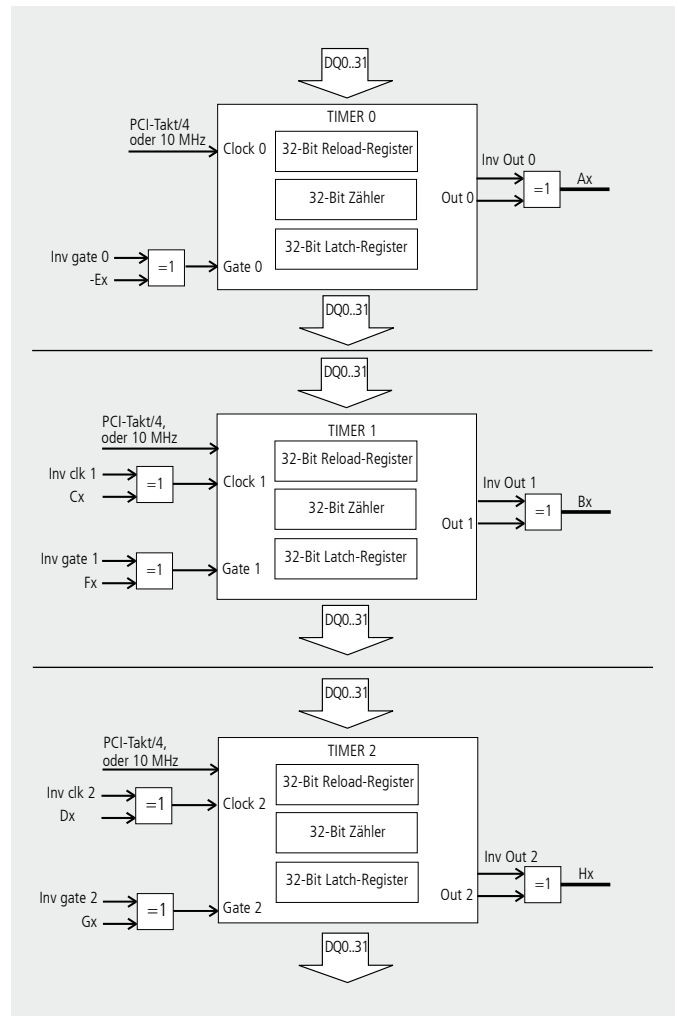 DQ0..31
TIMER 0
PCI-Takt/4
oder 10 MHz
Clock 0
32-Bit Reload-Register
32-Bit Zähler
32-Bit Latch-Register
Inv Out 0
Out 0
=1
Ax
Inv gate 0
-Ex
=1
Gate 0
DQ0..31
DQ0..31
TIMER 1
PCI-Takt/4,
oder 10 MHz
Inv clk 1
Cx
=1
Clock 1
32-Bit Reload-Register
32-Bit Zähler
32-Bit Latch-Register
Inv Out 1
Out 1
=1
Bx
Inv gate 1
Fx
=1
Gate 1
DQ0..31
DQ0..31
TIMER 2
PCI-Takt/4,
oder 10 MHz
Inv clk 2
Dx
=1
Clock 2
32-Bit Reload-Register
32-Bit Zähler
32-Bit Latch-Register
Inv Out 2
Out 2
=1
Hx
Inv gate 2
Gx
=1
Gate 2
DQ0..31